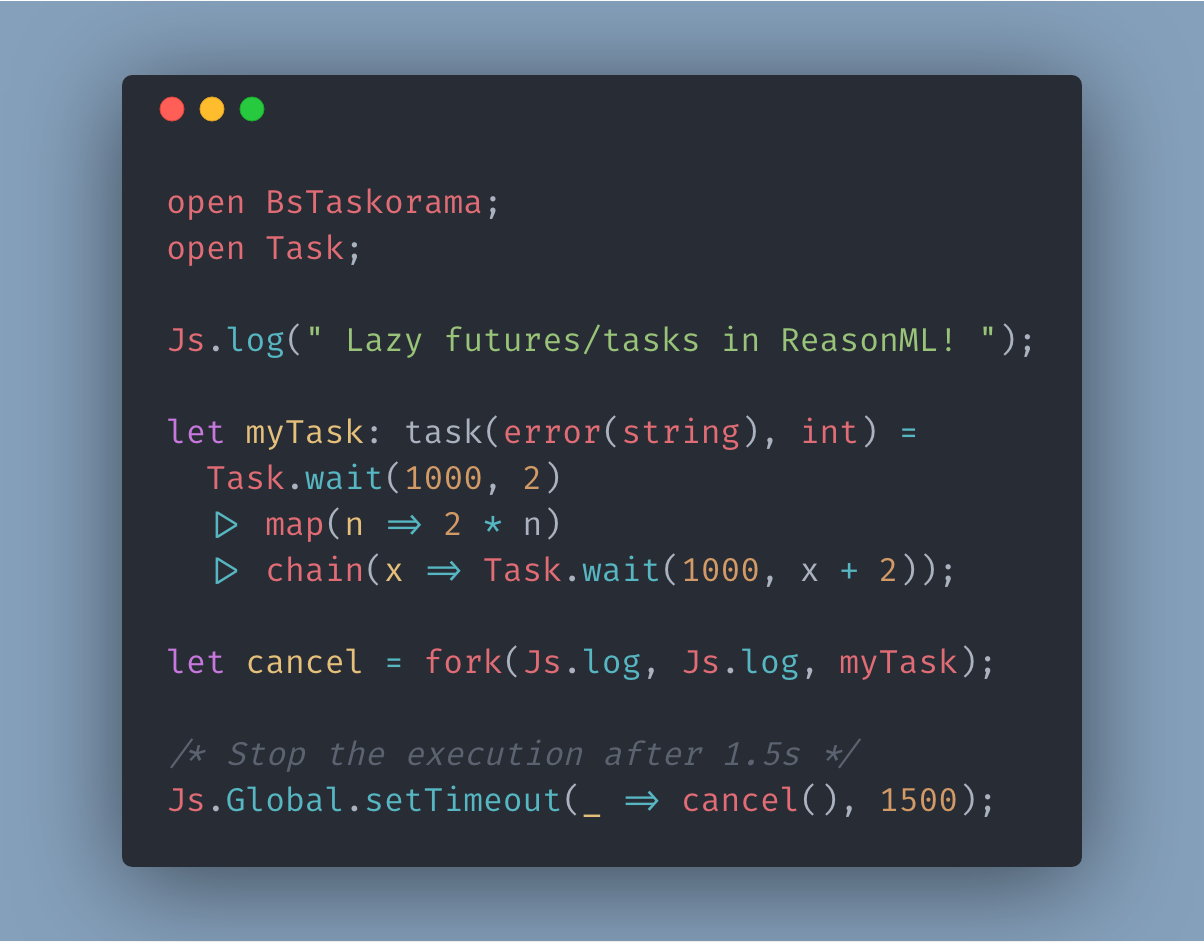 open BsTaskorama;
open Task;
Js.log(" Lazy futures/tasks in ReasonML! ");
let myTask: task(error(string), int) =
  Task.wait(1000, 2)
  |> map(n => 2 * n)
  |> chain(x => Task.wait(1000, x + 2));
let cancel = fork(Js.log, Js.log, myTask);
/* Stop the execution after 1.5s */
Js.Global.setTimeout(_ => cancel(), 1500);